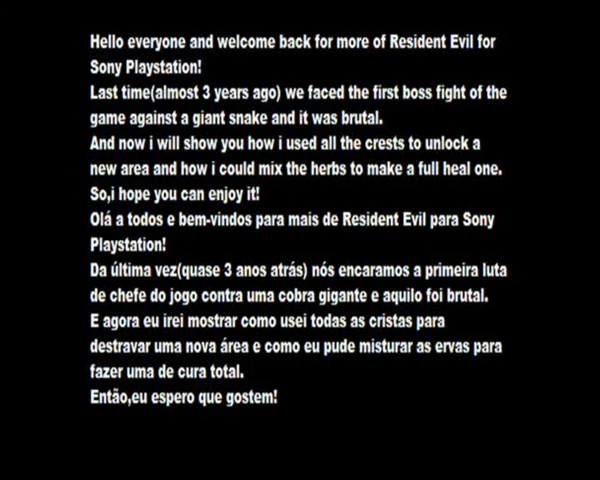 Hello everyone and welcome back for more of Resident Evil for
Sony Playstation!
Last time(almost 3 years ago) we faced the first boss fight of the
game against a giant snake and it was brutal.
And now i will show you how i used all the crests to unlock a
new area and how i could mix the herbs to make a full heal one.
So,i hope you can enjoy it!
Olá a todos e bem-vindos para mais de Resident Evil para Sony
Playstation!
Da última vez(quase 3 anos atrás) nós encaramos a primeira luta
de chefe do jogo contra uma cobra gigante e aquilo foi brutal.
E agora eu irei mostrar como usei todas as cristas para
destravar uma nova área e como eu pude misturar as ervas para
fazer uma de cura total.
Então,eu espero que gostem!